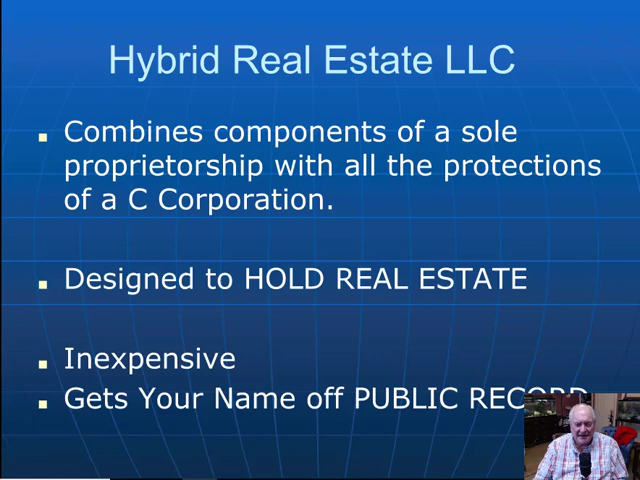 Hybrid Real Estate LLC
Combines components of a sole
proprietorship with all the protections
of a C Corporation.
Designed to HOLD REAL ESTATE
Inexpensive
Gets Your Name off PUBLIC RECORD